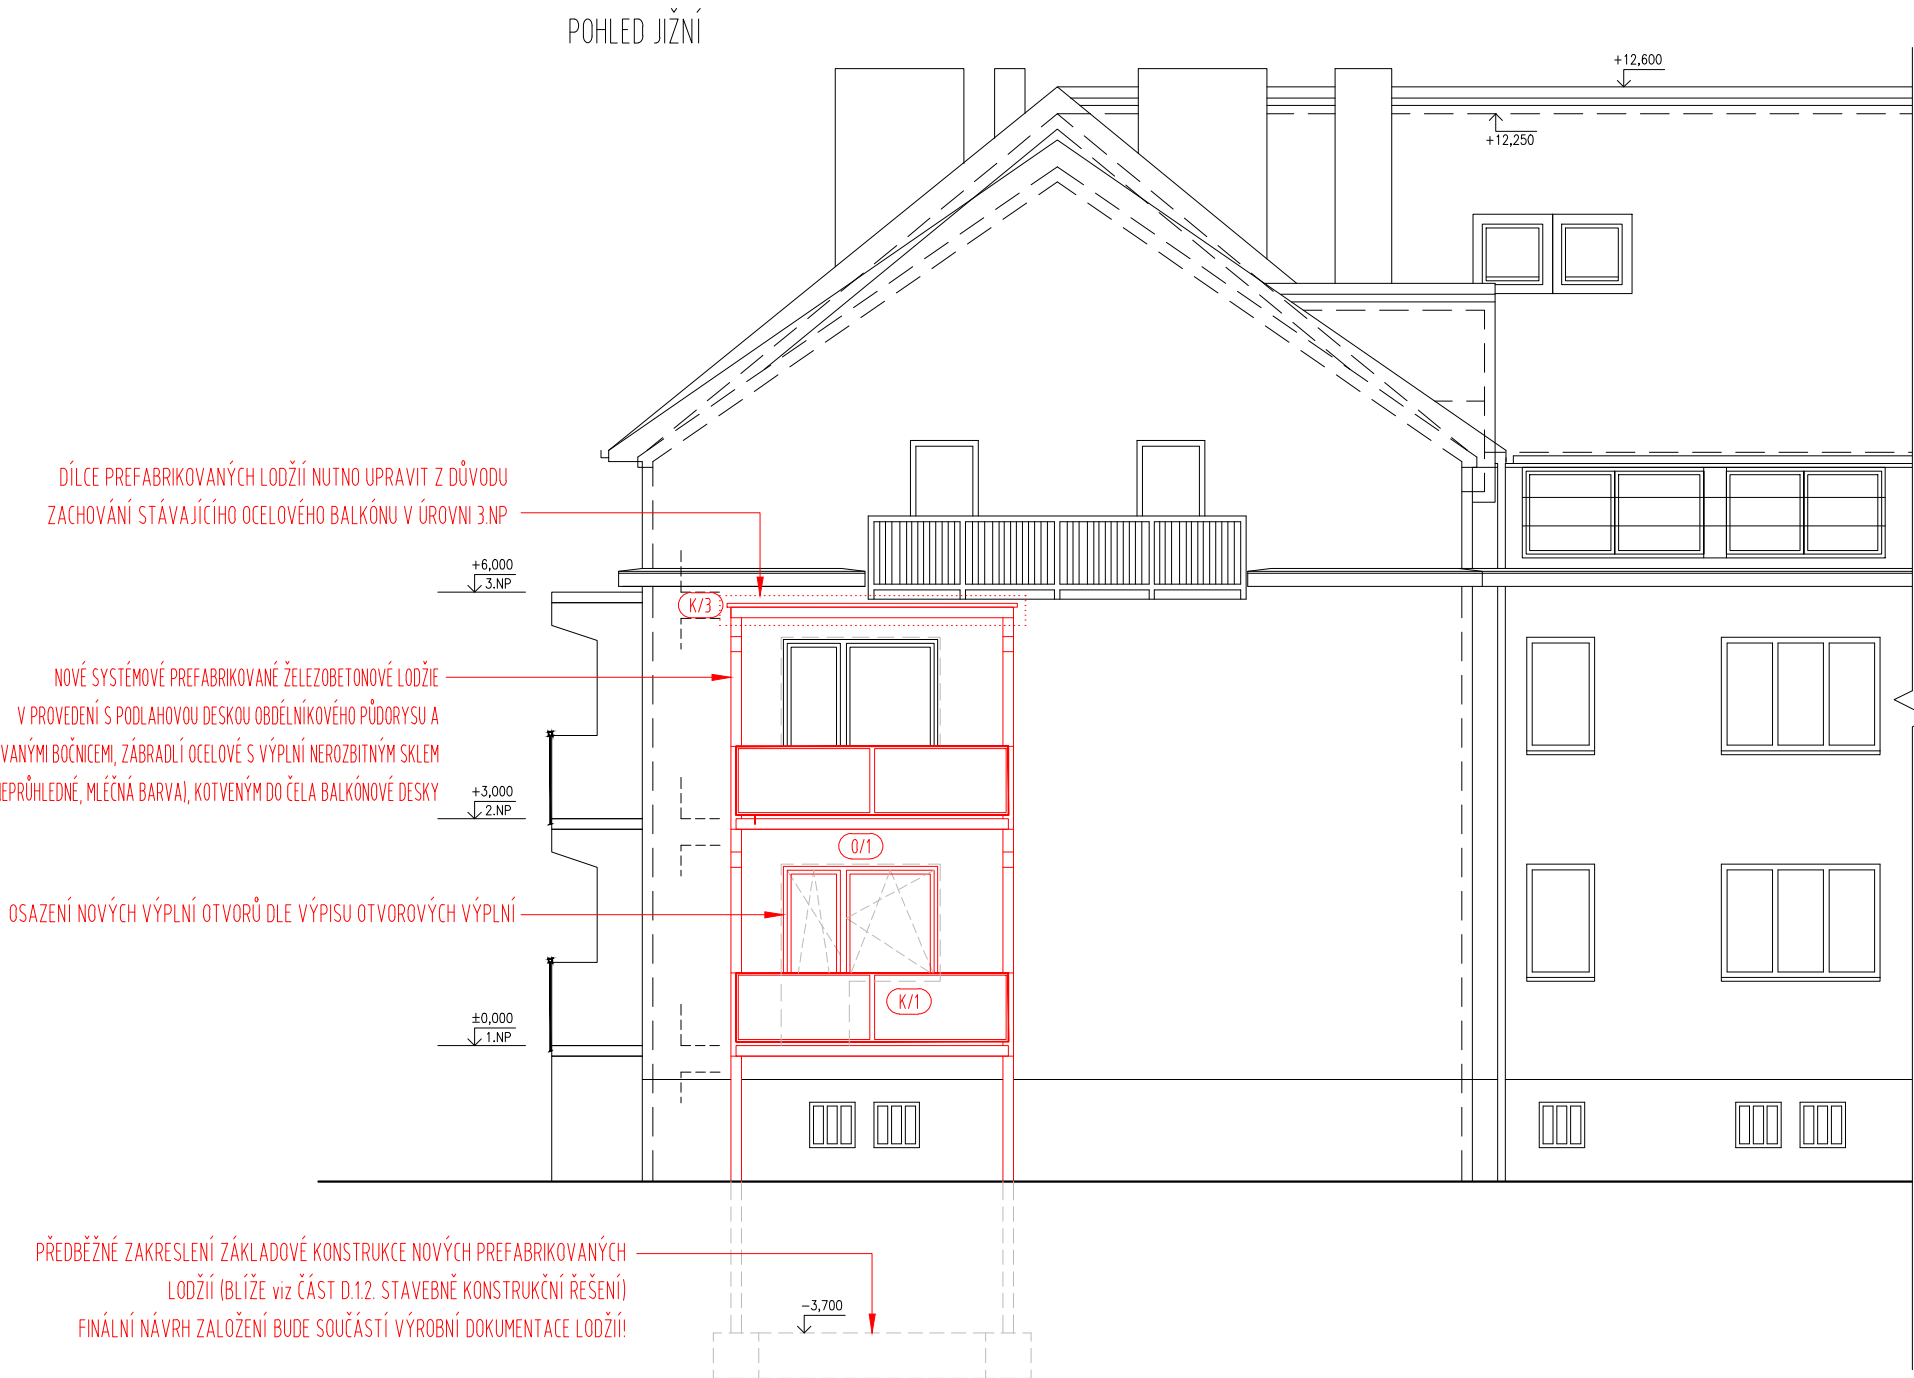 POHLED JIŽNÍ
+12,600
+12,250
DÍLCE PREFABRIKOVANÝCH LODŽIÍ NUTNO UPRAVIT Z DŮVODU
ZACHOVÁNÍ STÁVAJÍCÍHO OCELOVÉHO BALKÓNU V ÚROVNI 3.NP
+6,000
3.NP
K/3
NOVÉ SYSTÉMOVÉ PREFABRIKOVANÉ ŽELEZOBETONOVÉ LODŽIE
V PROVEDENÍ S PODLAHOVOU DESKOU OBDÉLNÍKOVÉHO PŮDORYSU A
VANÝMI BOČNICEMI, ZÁBRADLÍ OCELOVÉ S VÝPLNÍ NEROZBITNÝM SKLEM
EPRŮHLEDNÉ, MLÉČNÁ BARVA), KOTVENÝM DO ČELA BALKÓNOVÉ DESKY
+3,000
2.NP
O/1
OSAZENÍ NOVÝCH VÝPLNÍ OTVORŮ DLE VÝPISU OTVOROVÝCH VÝPLNÍ
K/1
±0,000
1.NP
PŘEDBĚŽNÉ ZAKRESLENÍ ZÁKLADOVÉ KONSTRUKCE NOVÝCH PREFABRIKOVANÝCH
LODŽIÍ (BLÍŽE viz ČÁST D.1.2. STAVEBNĚ KONSTRUKČNÍ ŘEŠENÍ)
FINÁLNÍ NÁVRH ZALOŽENÍ BUDE SOUČÁSTÍ VÝROBNÍ DOKUMENTACE LODŽIÍ!
-3,700